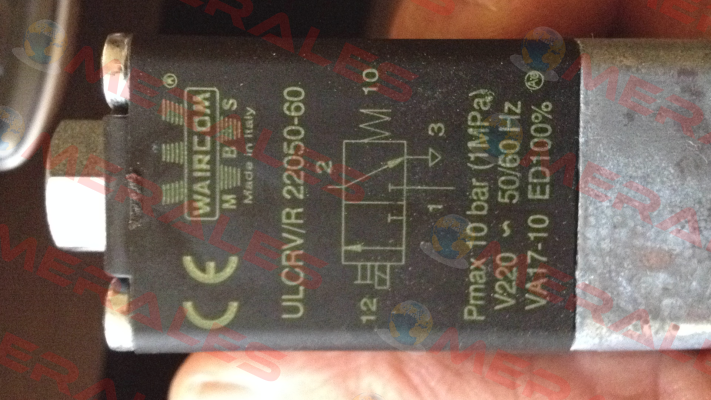 WAIRCOM
M B S
Made in Italy
®
CE
ULCRV/R 22050-60
12
2
10
1
3
Pmax 10 bar (1MPa)
V220 ~ 50/60 Hz
VA17-10 ED100%
MERALES